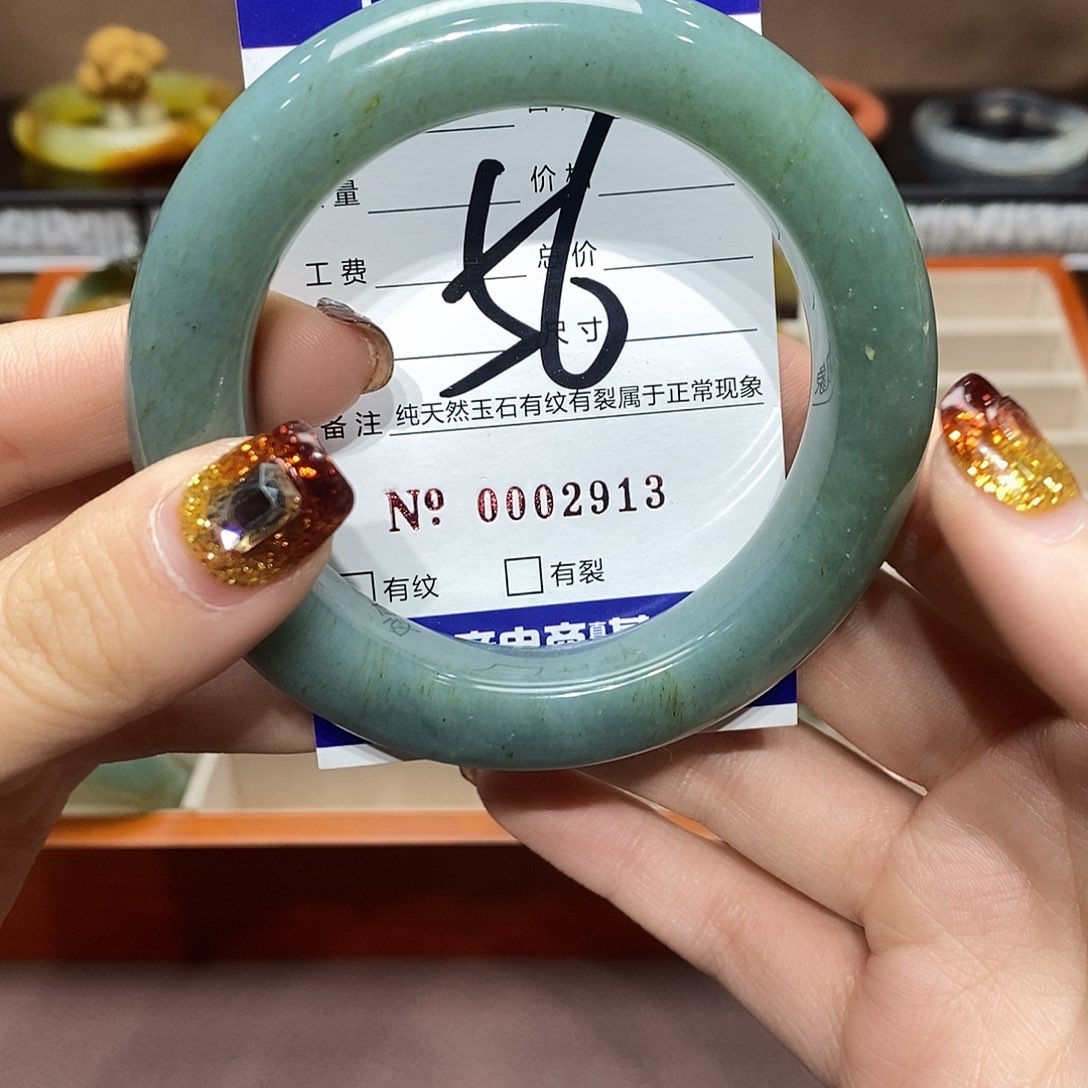 量 价格
工费 总价
56
尺寸
备注 纯天然玉石有纹有裂属于正常现象
Nº 0002913
有纹 有裂